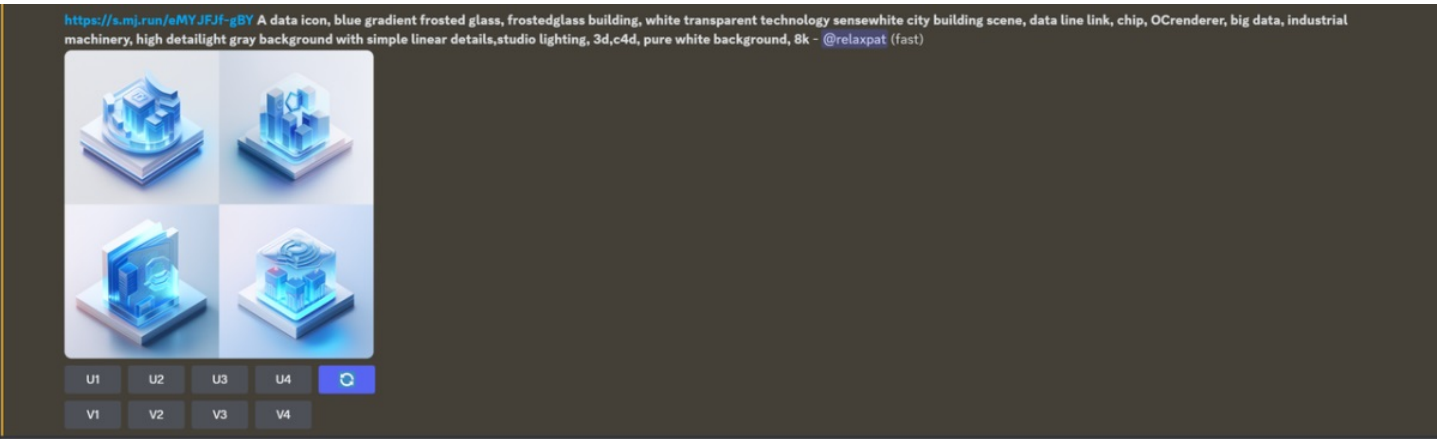 https://s.mj.run/eMYJFJf-gBY A data icon, blue gradient frosted glass, frostedglass building, white transparent technology sensewhite city building scene, data line link, chip, OCrenderer, big data, industrial
machinery, high detailight gray background with simple linear details,studio lighting, 3d,c4d, pure white background, 8k - @relaxpat (fast)
U1 U2 U3 U4
V1 V2 V3 V4